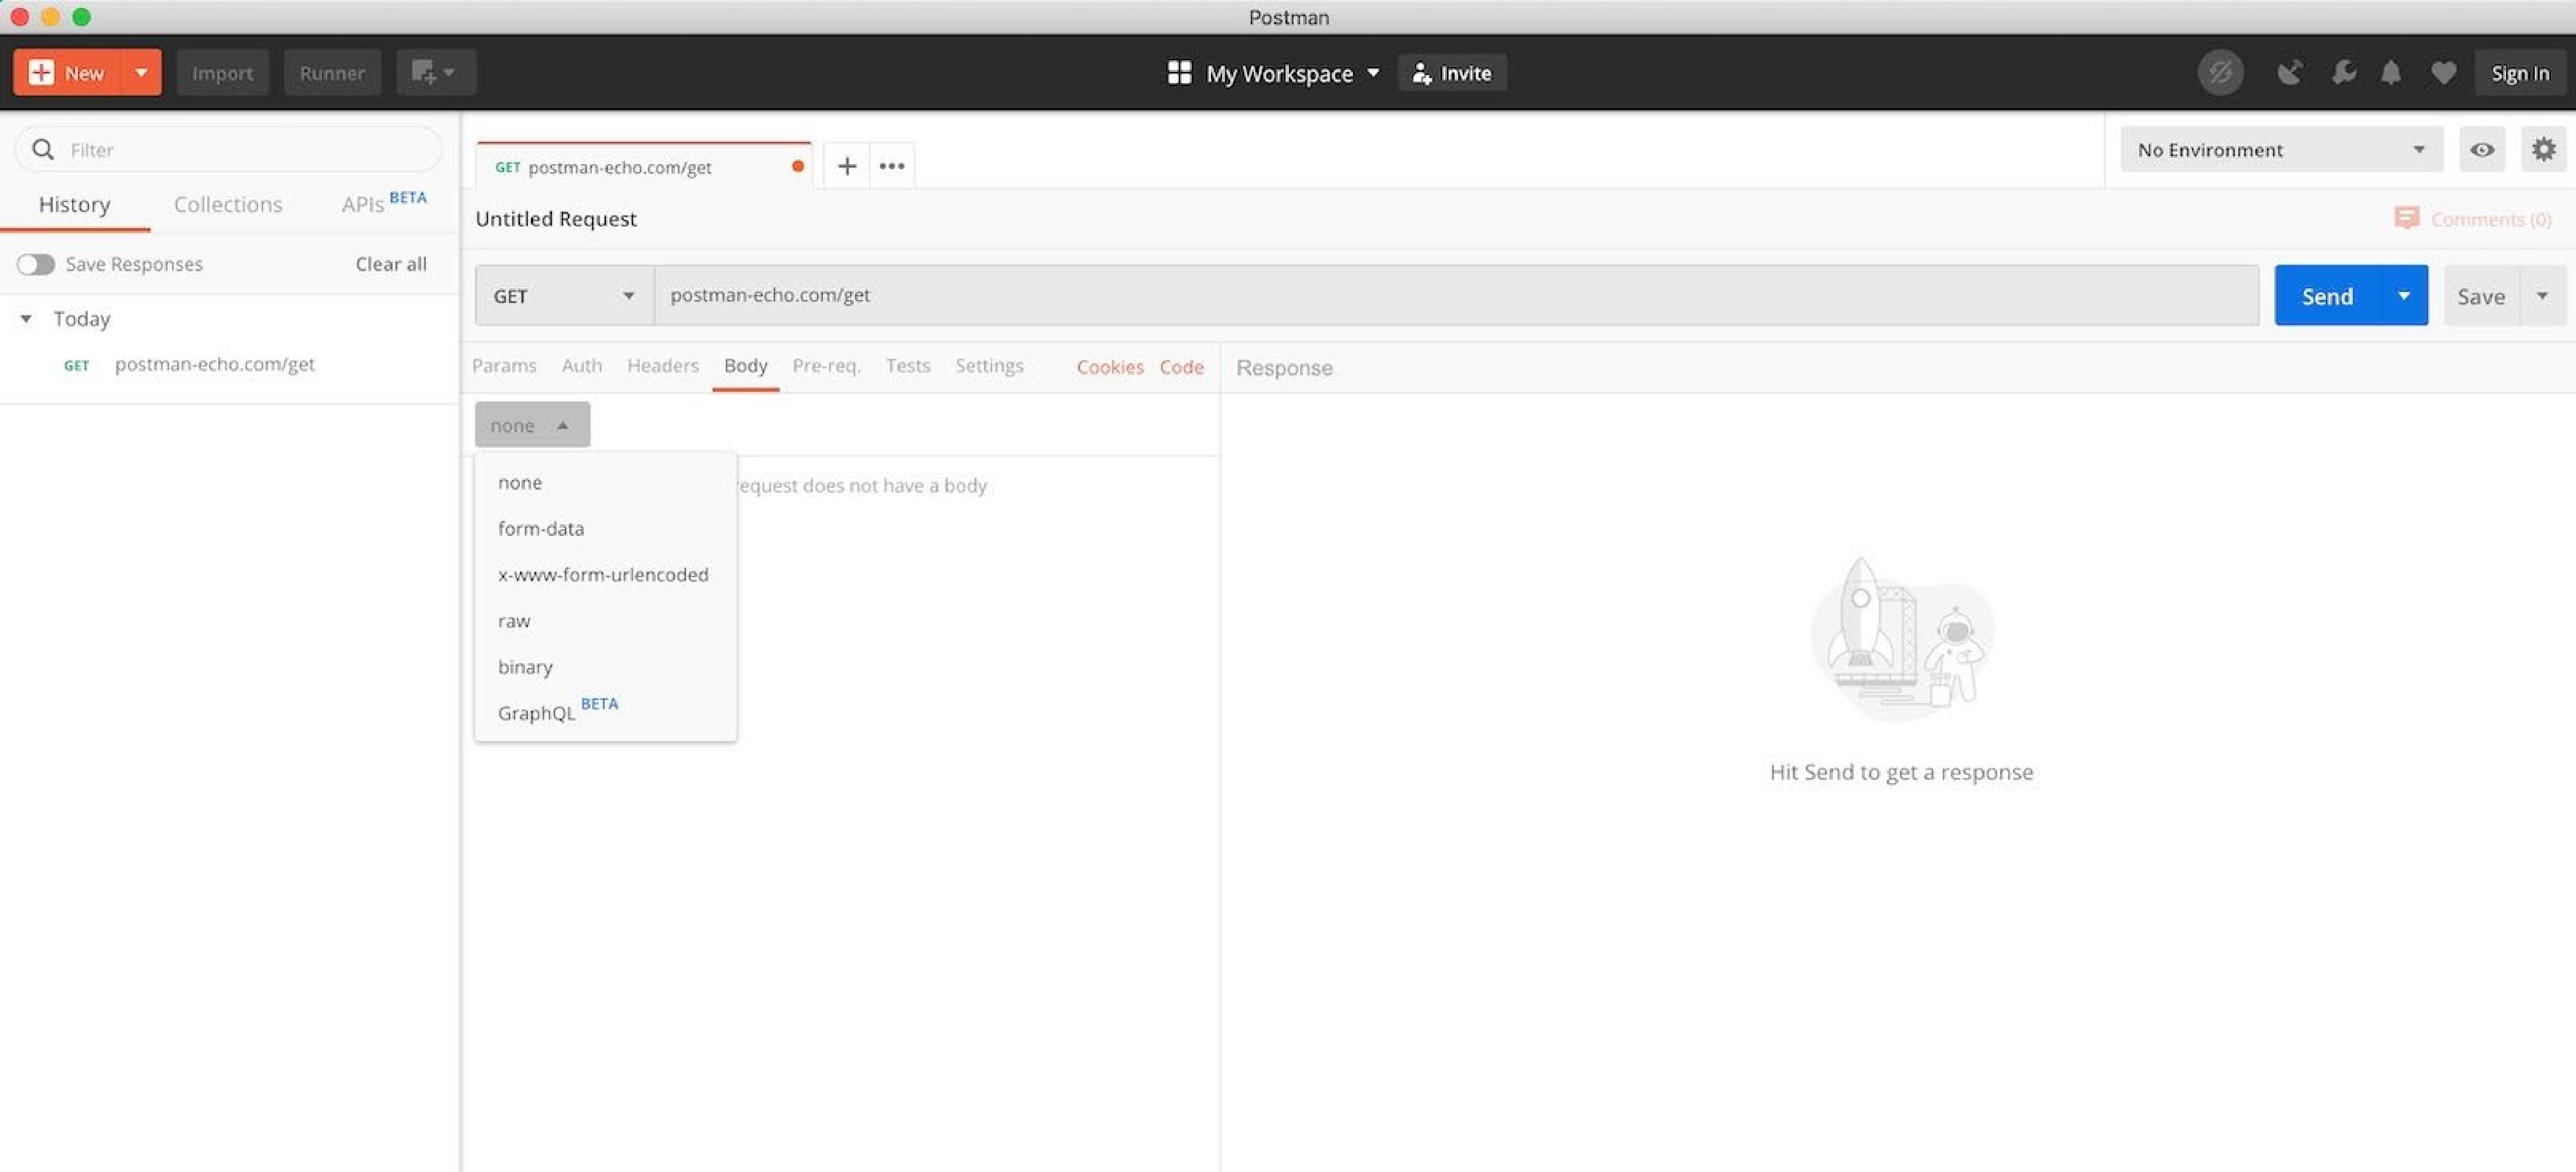 Postman
New
Import
Runner
My Workspace
Invite
Sign In
Filter
History
Collections
APIs BETA
Save Responses
Clear all
Today
GET postman-echo.com/get
GET postman-echo.com/get
No Environment
Untitled Request
Comments (0)
GET
postman-echo.com/get
Send
Save
Params
Auth
Headers
Body
Pre-req.
Tests
Settings
Cookies
Code
Response
none
none
form-data
x-www-form-urlencoded
raw
binary
GraphQL BETA
equest does not have a body
Hit Send to get a response